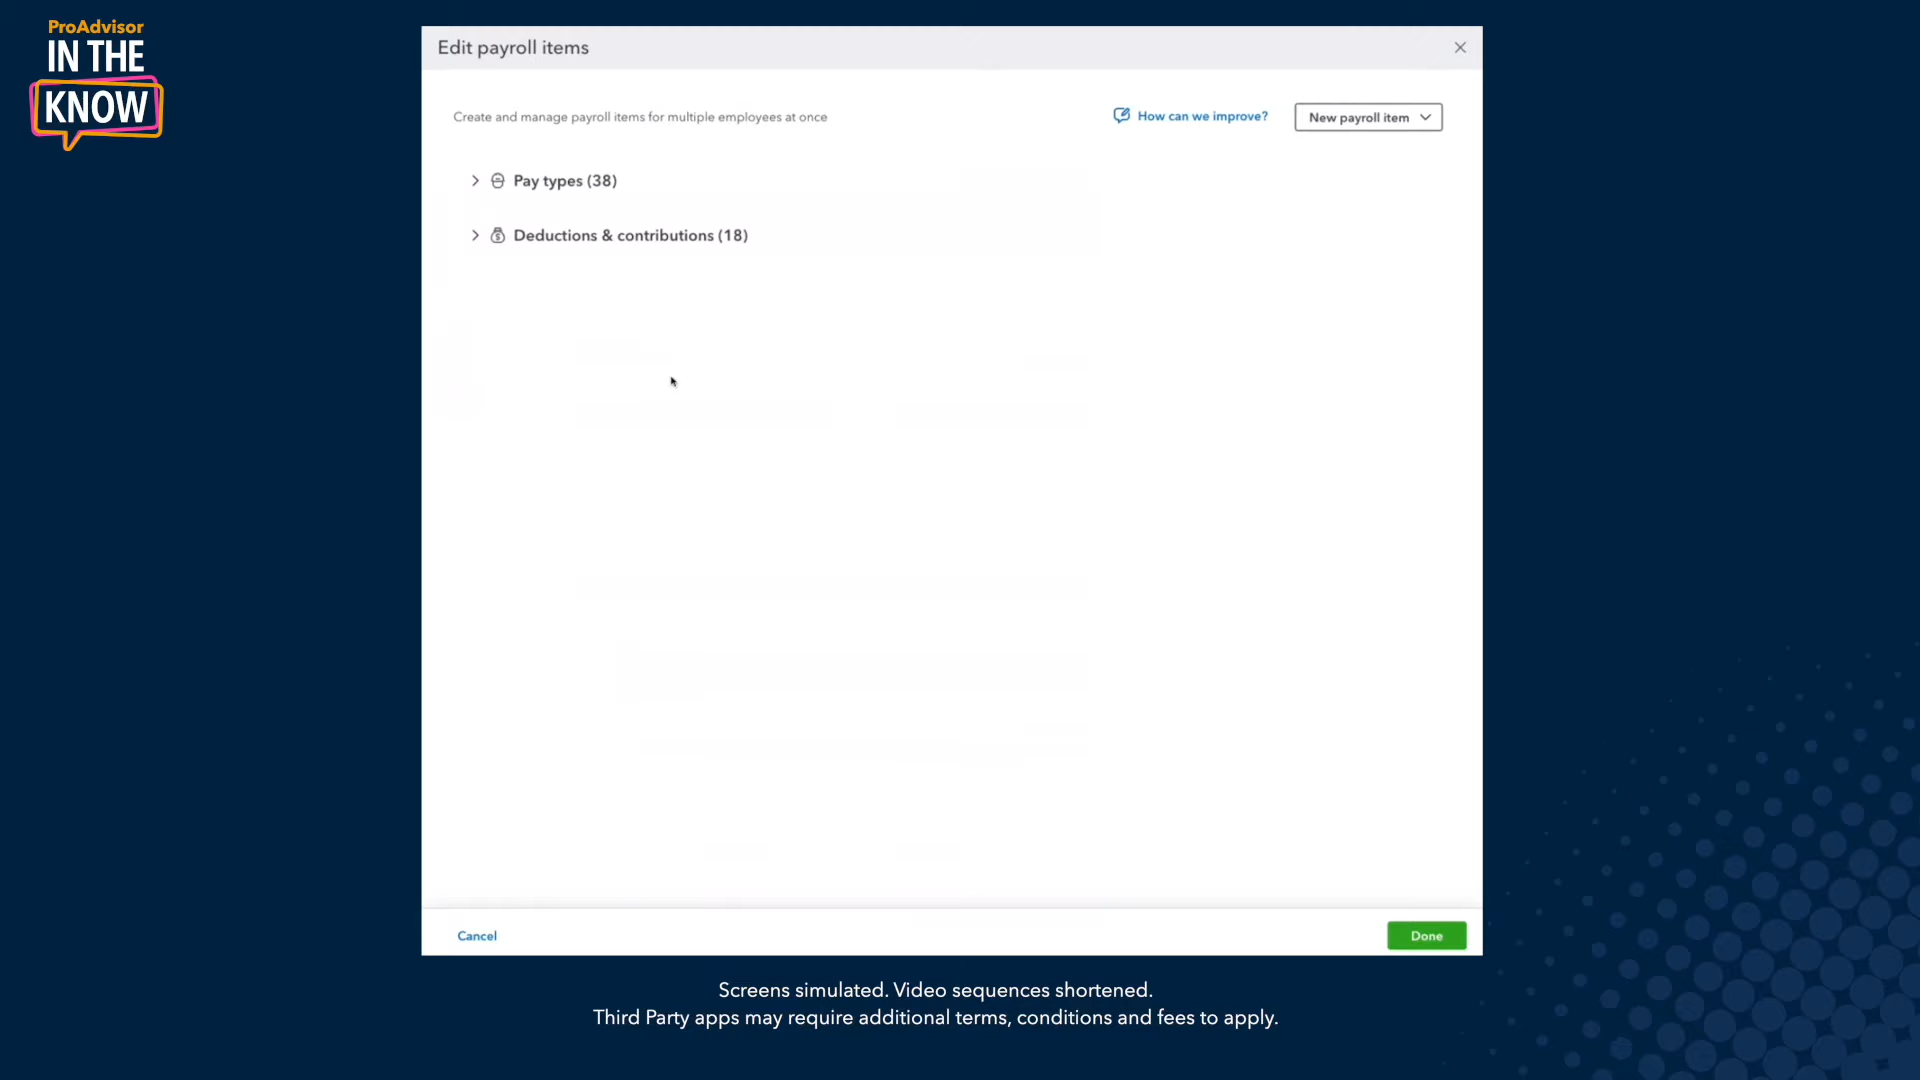 ProAdvisor
IN THE
KNOW
Edit payroll items
Create and manage payroll items for multiple employees at once
How can we improve?
New payroll item
Pay types (38)
Deductions & contributions (18)
Cancel
Done
Screens simulated. Video sequences shortened.
Third Party apps may require additional terms, conditions and fees to apply.